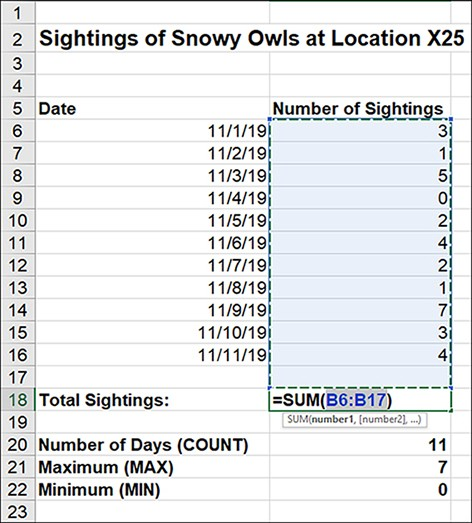 1
2 Sightings of Snowy Owls at Location X25
3
4
5 Date Number of Sightings
6 11/1/19 3
7 11/2/19 1
8 11/3/19 5
9 11/4/19 0
10 11/5/19 2
11 11/6/19 4
12 11/7/19 2
13 11/8/19 1
14 11/9/19 7
15 11/10/19 3
16 11/11/19 4
17
18 Total Sightings: =SUM(B6:B17)
19 SUM(number1, [number2], ...)
20 Number of Days (COUNT) 11
21 Maximum (MAX) 7
22 Minimum (MIN) 0
23